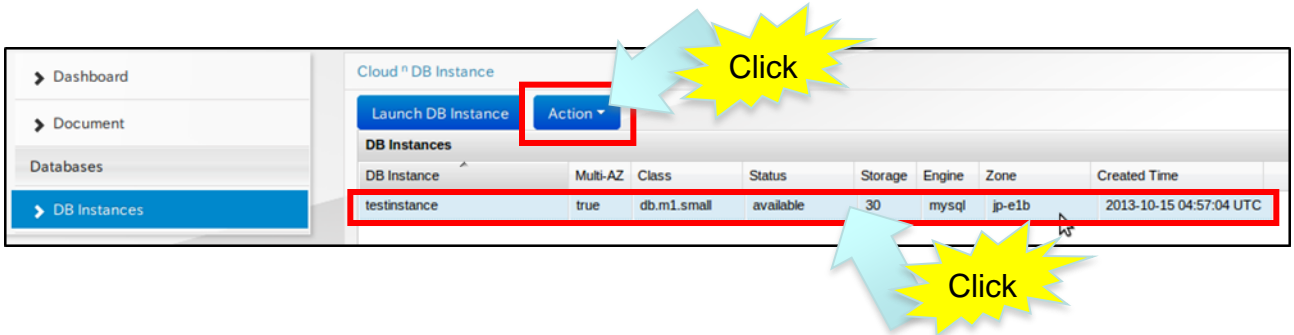 Click
Dashboard
Cloud ⁿ DB Instance
Launch DB Instance
Action
Document
DB Instances
Databases
DB Instance Multi-AZ Class Status Storage Engine Zone Created Time
DB Instances
testinstance true db.m1.small available 30 mysql jp-e1b 2013-10-15 04:57:04 UTC
Click